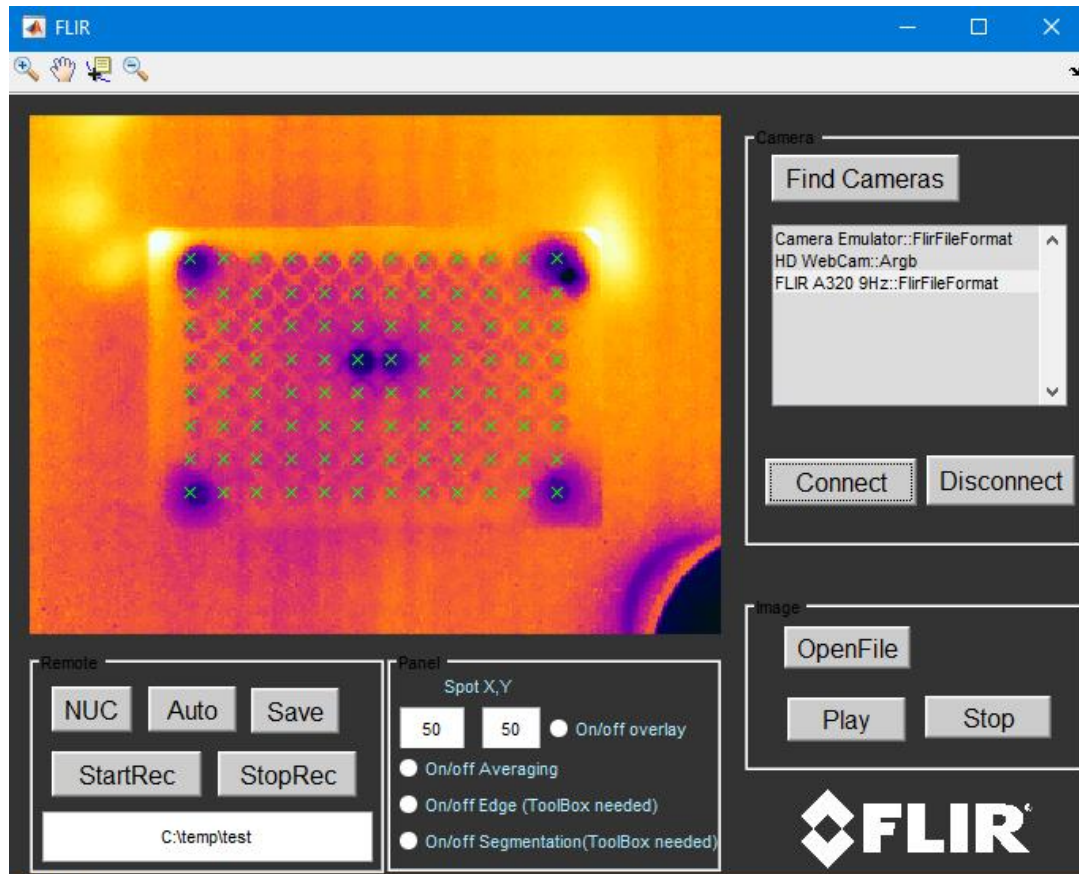 FLIR
Camera
Find Cameras
Camera Emulator::FlirFileFormat
HD WebCam::Argb
FLIR A320 9Hz::FlirFileFormat
Connect
Disconnect
Image
OpenFile
Play
Stop
Remote
NUC
Auto
Save
StartRec
StopRec
C:\temp\test
Panel
Spot X,Y
50
50
On/off overlay
On/off Averaging
On/off Edge (ToolBox needed)
On/off Segmentation(ToolBox needed)
FLIR